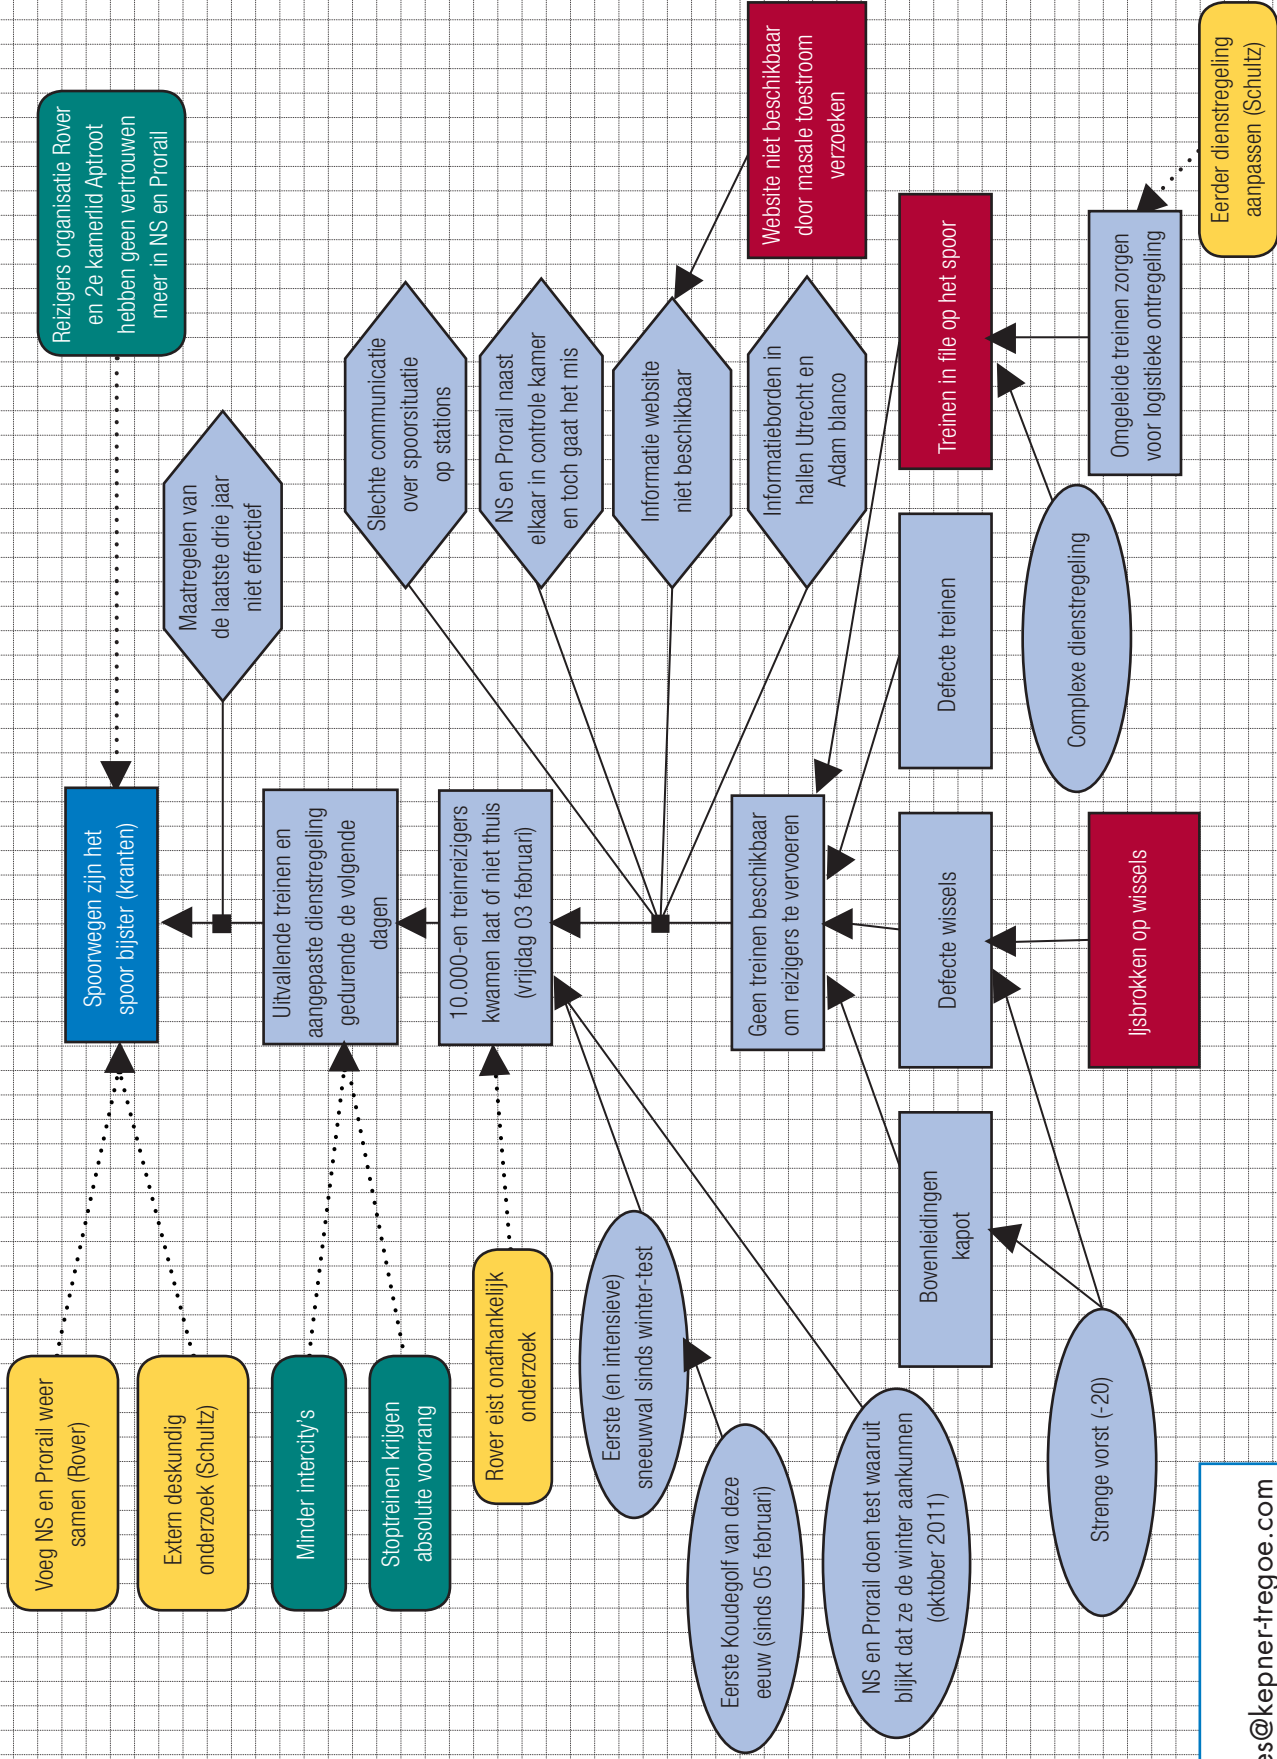 Voeg NS en Prorail weer
samen (Rover)
Extern deskundig
onderzoek (Schultz)
Spoorwegen zijn het
spoor bijster (kranten)
Reizigers organisatie Rover
en 2e kamerlid Aptroot
hebben geen vertrouwen
meer in NS en Prorail
Maatregelen van
de laatste drie jaar
niet effectief
Minder intercity's
Stoptreinen krijgen
absolute voorrang
Uitvallende treinen en
aangepaste dienstregeling
gedurende de volgende
dagen
Rover eist onafhankelijk
onderzoek
10.000-en treinreizigers
kwamen laat of niet thuis
(vrijdag 03 februari)
Slechte communicatie
over spoorsituatie
op stations
NS en Prorail naast
elkaar in controle kamer
en toch gaat het mis
Informatie website
niet beschikbaar
Informatieborden in
hallen Utrecht en
Adam blanco
Website niet beschikbaar
door masale toestroom
verzoeken
Eerste (en intensieve)
sneeuwval sinds winter-test
Eerste Koudegolf van deze
eeuw (sinds 05 februari)
NS en Prorail doen test waaruit
blijkt dat ze de winter aankunnen
(oktober 2011)
Geen treinen beschikbaar
om reizigers te vervoeren
Bovenleidingen
kapot
Defecte wissels
Defecte treinen
Treinen in file op het spoor
Strenge vorst (-20)
Ijsbrokken op wissels
Complexe dienstregeling
Omgeleide treinen zorgen
voor logistieke ontregeling
Eerder dienstregeling
aanpassen (Schultz)
es@kepner-tregoe.com